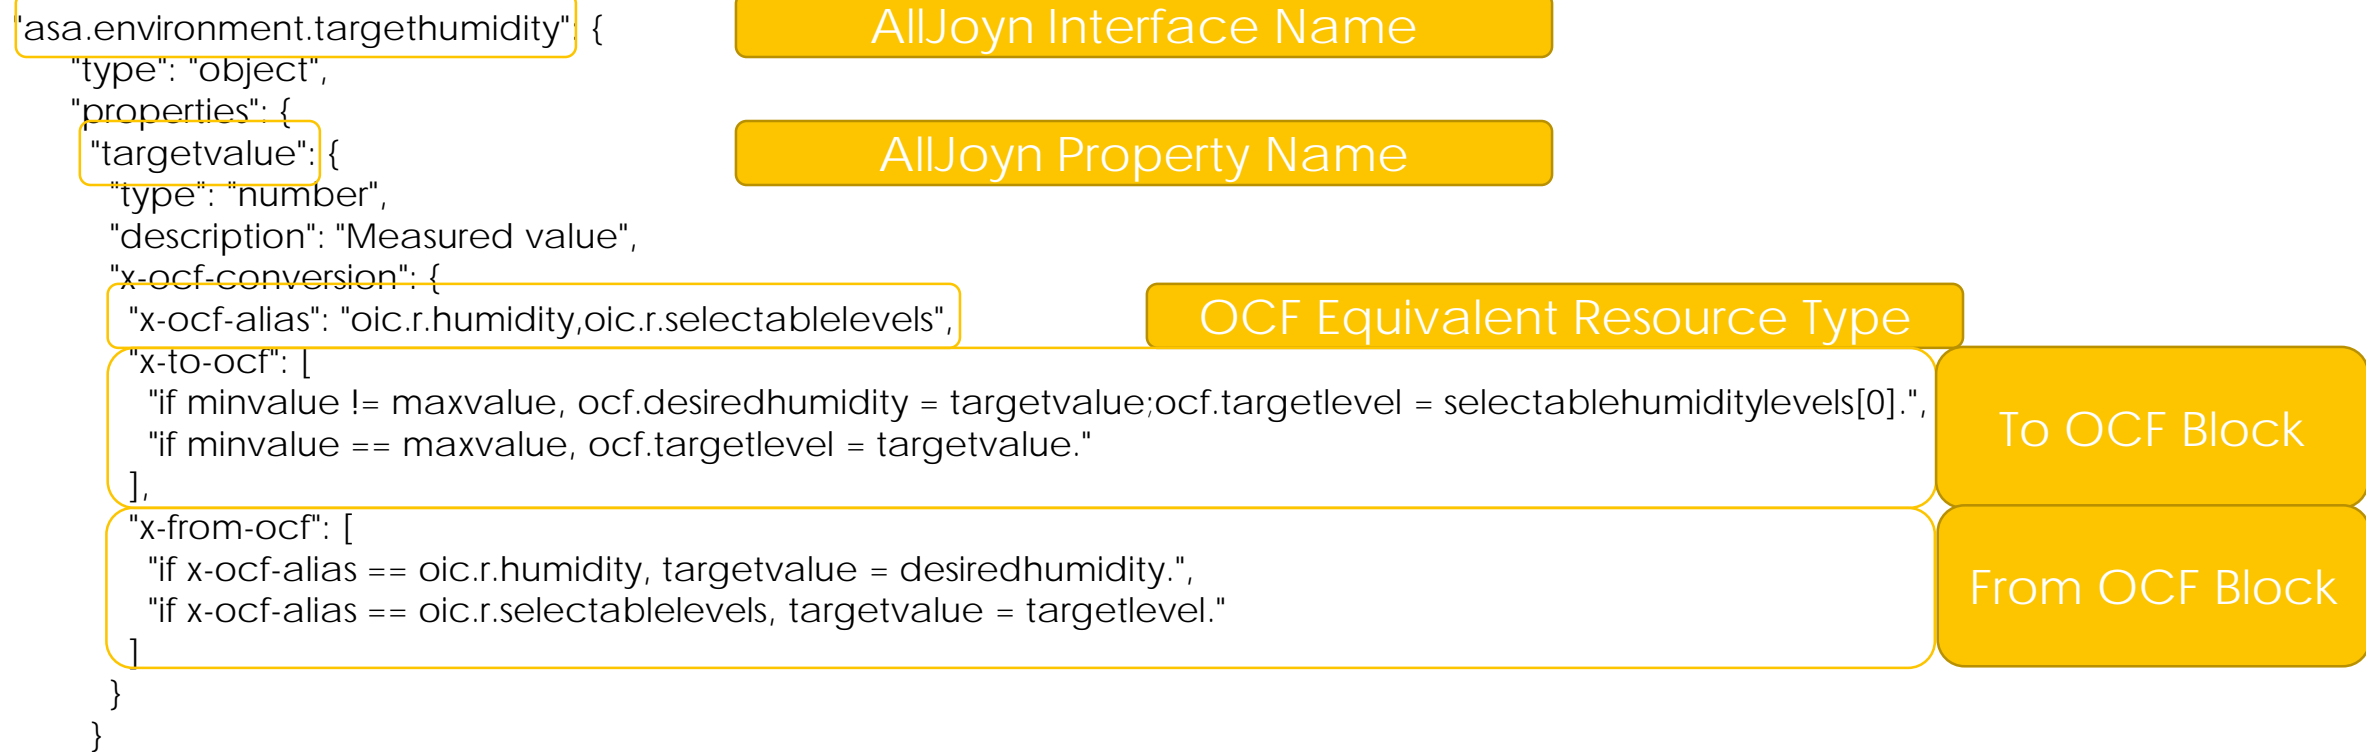 "asa.environment.targethumidity": {
AllJoyn Interface Name
"type": "object",
"properties": {
"targetvalue": {
AllJoyn Property Name
"type": "number",
"description": "Measured value",
"x-ocf-conversion": {
"x-ocf-alias": "oic.r.humidity,oic.r.selectablelevels",
OCF Equivalent Resource Type
"x-to-ocf": [
"if minvalue != maxvalue, ocf.desiredhumidity = targetvalue;ocf.targetlevel = selectablehumiditylevels[0].",
"if minvalue == maxvalue, ocf.targetlevel = targetvalue."
],
To OCF Block
"x-from-ocf": [
"if x-ocf-alias == oic.r.humidity, targetvalue = desiredhumidity.",
"if x-ocf-alias == oic.r.selectablelevels, targetvalue = targetlevel."
]
From OCF Block
}
}